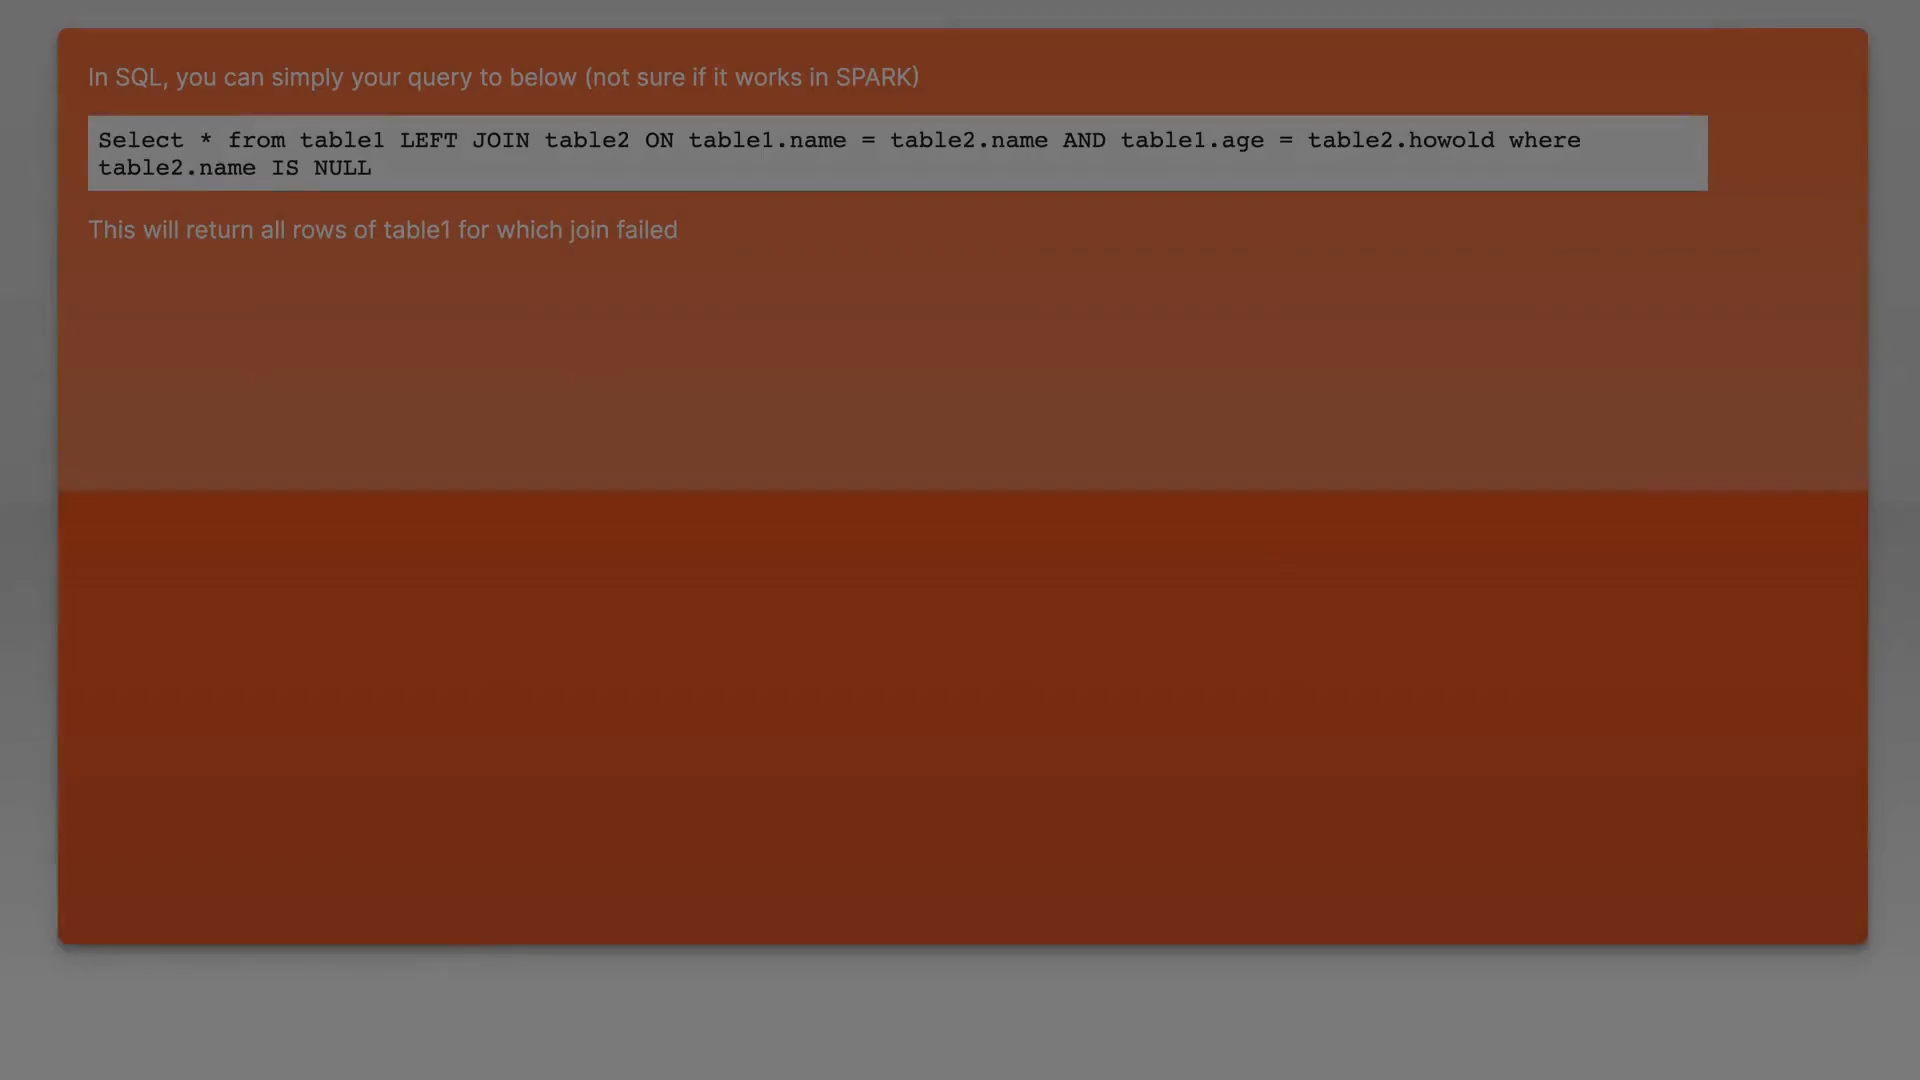 In SQL, you can simply your query to below (not sure if it works in SPARK)
Select * from table1 LEFT JOIN table2 ON table1.name = table2.name AND table1.age = table2.howold where
table2.name IS NULL
This will return all rows of table1 for which join failed